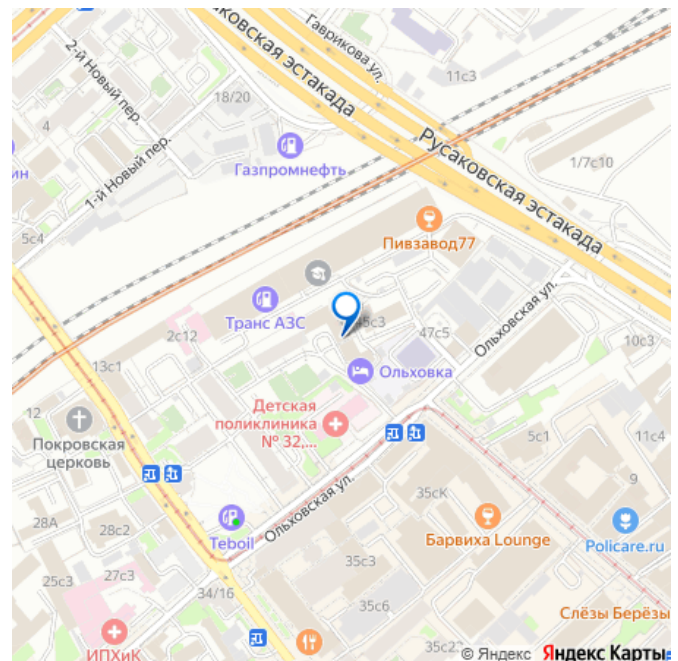 2-й Новый пер.
Гаврикова ул.
Русаковская эстакада
11с3
18/20
4
ин
1-й Новый пер.
Газпромнефть
Русаковская эстакада
1/7с10
5с4
Пивзавод77
Транс АЗС
45с3
47с5
Ольховская ул.
10с3
2с12
13с1
Ольховка
Детская
поликлиника
№ 32,...
12
Покровская
церковь
5с1
11с4
35сК
9
28А
28с2
Teboil
Ольховская ул.
Барвиха Lounge
Policare.ru
25с3
27с3
34/16
35с3
35с6
Слёзы Берёзы
ИПХиК
© Яндекс Яндекс Карты